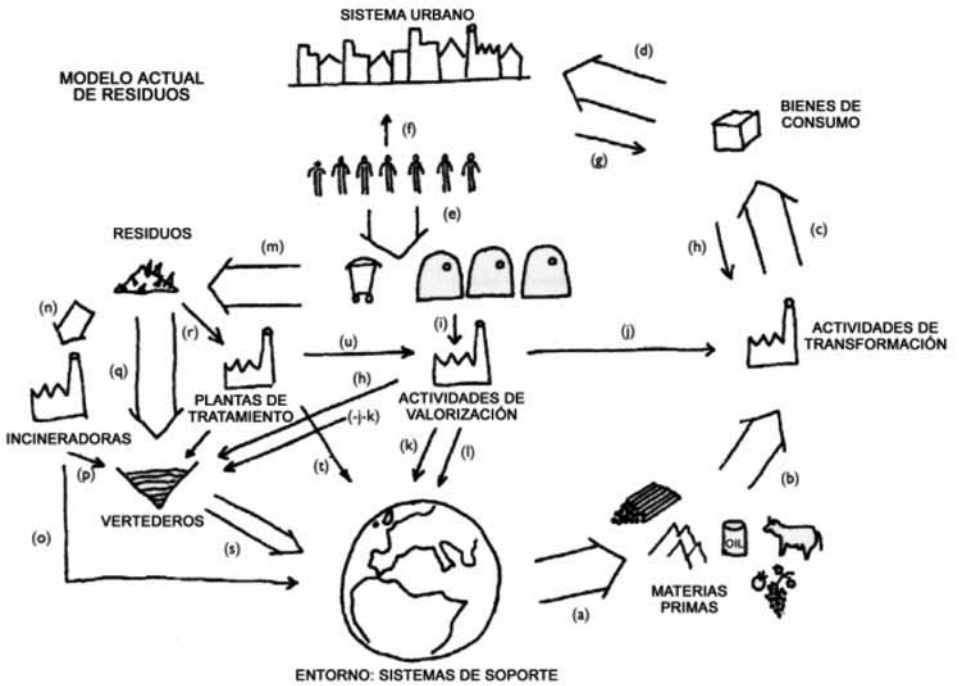 SISTEMA URBANO
MODELO ACTUAL
DE RESIDUOS
(d)
BIENES DE
CONSUMO
(f)
(g)
(e)
(c)
(h)
RESIDUOS
(m)
(n)
(r)
(i)
(u)
(j)
ACTIVIDADES DE
TRANSFORMACIÓN
(q)
(h)
PLANTAS DE
TRATAMIENTO
ACTIVIDADES DE
VALORIZACIÓN
(-j-k)
INCINERADORAS
(p)
(t)
(k)
(l)
(b)
VERTEDEROS
(o)
(s)
OIL
MATERIAS
PRIMAS
(a)
ENTORNO: SISTEMAS DE SOPORTE